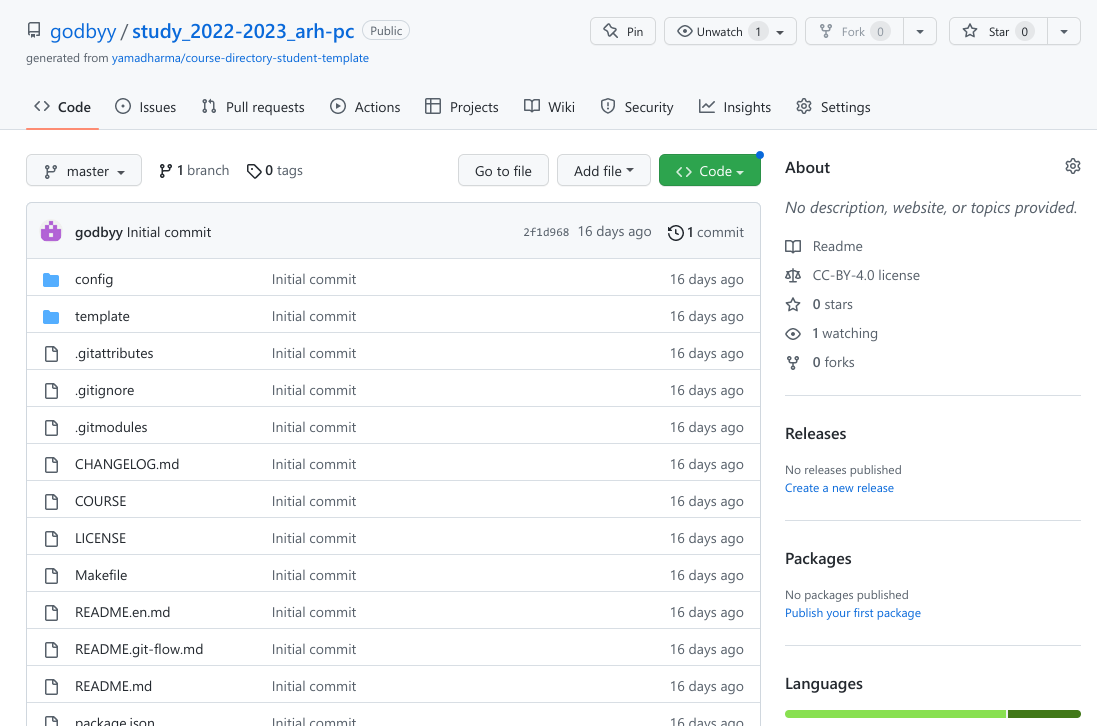 godbyy / study_2022-2023_arh-pc Public
Pin
Unwatch 1
Fork 0
Star 0
generated from yamadharma/course-directory-student-template
Code Issues Pull requests Actions Projects Wiki Security Insights Settings
master 1 branch 0 tags Go to file Add file Code
godbyy Initial commit 2f1d968 16 days ago 1 commit
config Initial commit 16 days ago
template Initial commit 16 days ago
.gitattributes Initial commit 16 days ago
.gitignore Initial commit 16 days ago
.gitmodules Initial commit 16 days ago
CHANGELOG.md Initial commit 16 days ago
COURSE Initial commit 16 days ago
LICENSE Initial commit 16 days ago
Makefile Initial commit 16 days ago
README.en.md Initial commit 16 days ago
README.git-flow.md Initial commit 16 days ago
README.md Initial commit 16 days ago
package.json Initial commit 16 days ago
About
No description, website, or topics provided.
Readme
CC-BY-4.0 license
0 stars
1 watching
0 forks
Releases
No releases published
Create a new release
Packages
No packages published
Publish your first package
Languages